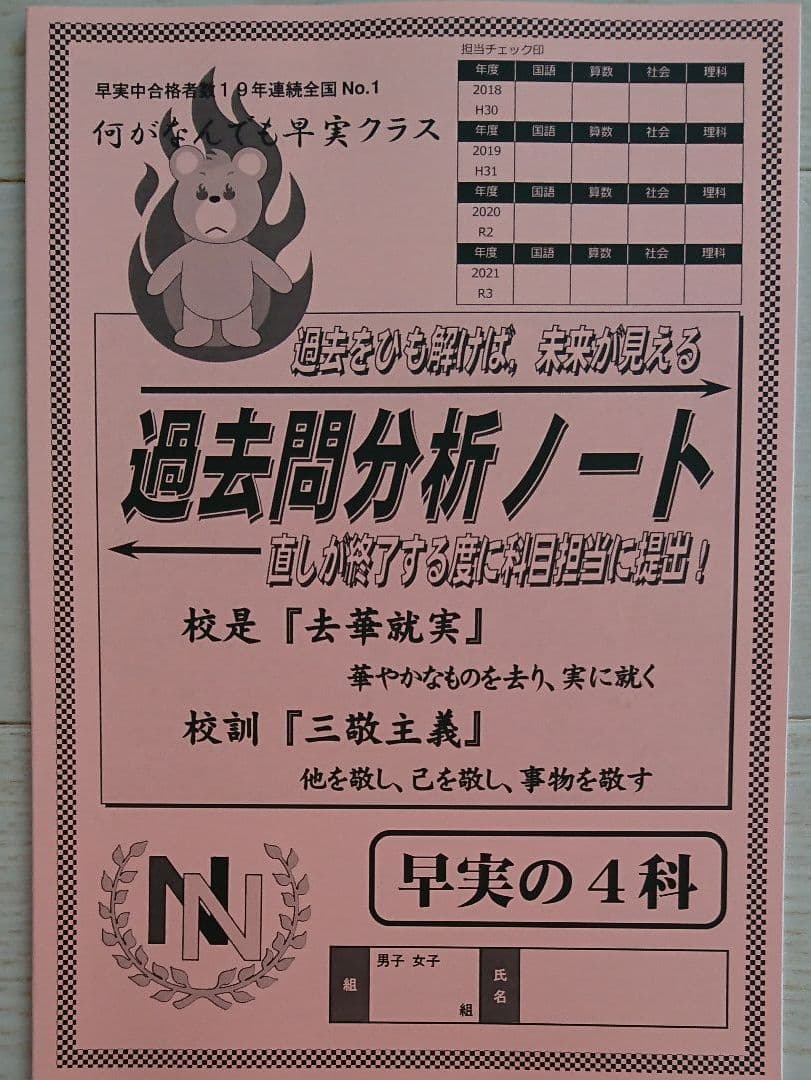 担当チェック印
早実中合格者数19年連続全国No.1
何がなんでも早実クラス
年度 国語 算数 社会 理科
2018
H30
年度 国語 算数 社会 理科
2019
H31
年度 国語 算数 社会 理科
2020
R2
年度 国語 算数 社会 理科
2021
R3
過去をひも解けば、未来が見える
過去問分析ノート
直しが終了する度に科目担当に提出！
校是『去華就実』
華やかなものを去り、実に就く
校訓『三敬主義』
他を敬し、己を敬し、事物を敬す
NN
早実の４科
組 男子 女子 組 氏名